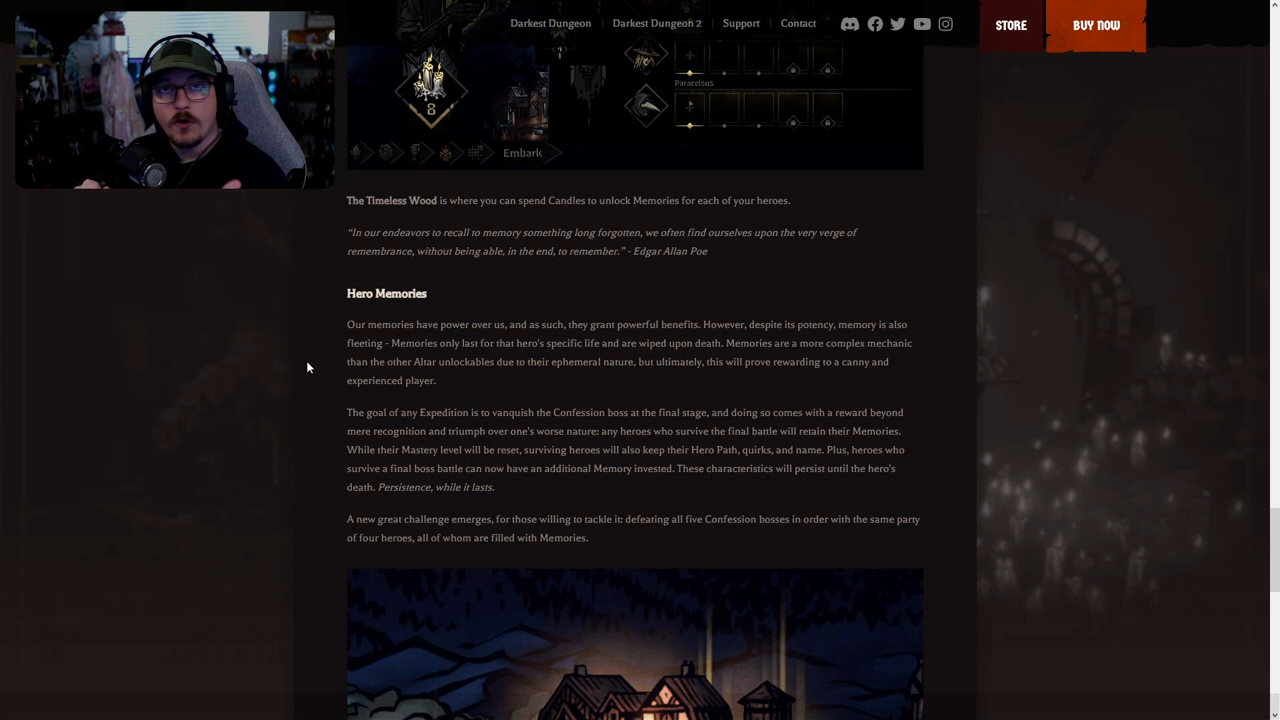 Darkest Dungeon
Darkest Dungeon 2
Support
Contact
STORE
BUY NOW
Paracelsus
8
Embark
The Timeless Wood is where you can spend Candles to unlock Memories for each of your heroes.
“In our endeavors to recall to memory something long forgotten, we often find ourselves upon the very verge of
remembrance, without being able, in the end, to remember.” - Edgar Allan Poe
Hero Memories
Our memories have power over us, and as such, they grant powerful benefits. However, despite its potency, memory is also
fleeting - Memories only last for that hero's specific life and are wiped upon death. Memories are a more complex mechanic
than the other Altar unlockables due to their ephemeral nature, but ultimately, this will prove rewarding to a canny and
experienced player.
The goal of any Expedition is to vanquish the Confession boss at the final stage, and doing so comes with a reward beyond
mere recognition and triumph over one's worse nature: any heroes who survive the final battle will retain their Memories.
While their Mastery level will be reset, surviving heroes will also keep their Hero Path, quirks, and name. Plus, heroes who
survive a final boss battle can now have an additional Memory invested. These characteristics will persist until the hero's
death. Persistence, while it lasts.
A new great challenge emerges, for those willing to tackle it: defeating all five Confession bosses in order with the same party
of four heroes, all of whom are filled with Memories.